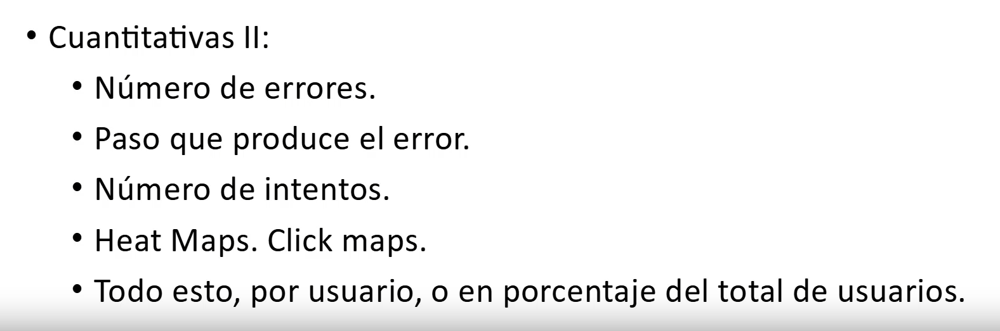 • Cuantitativas II:
• Número de errores.
• Paso que produce el error.
• Número de intentos.
• Heat Maps. Click maps.
• Todo esto, por usuario, o en porcentaje del total de usuarios.